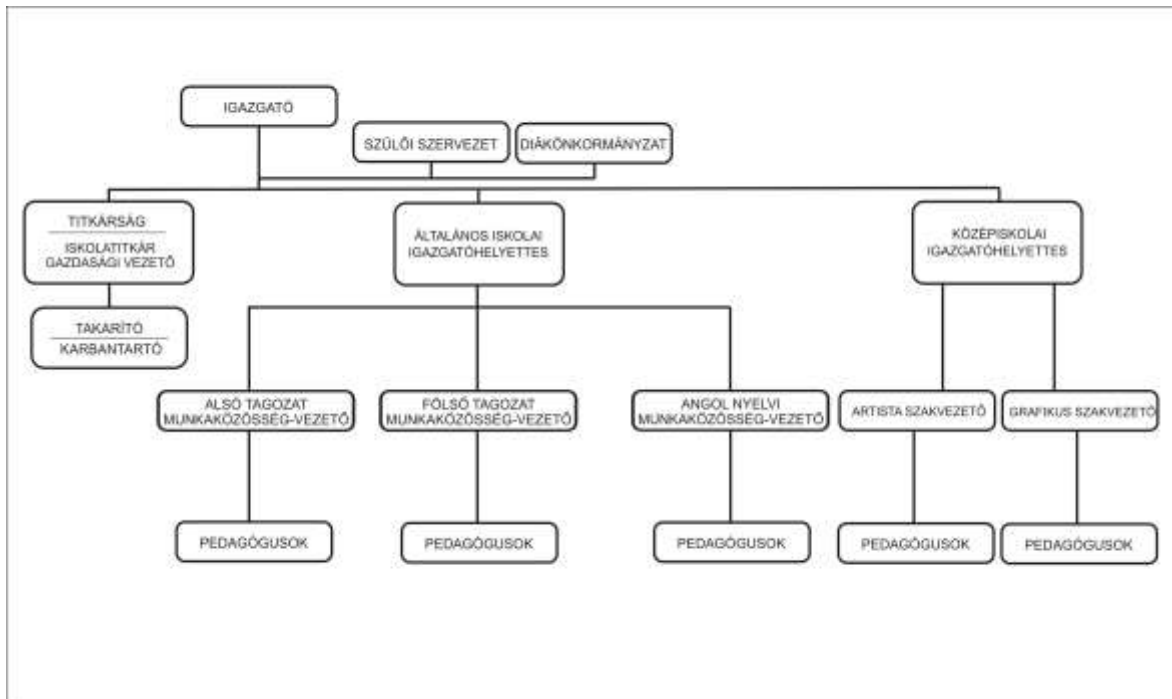 IGAZGATÓ
SZÜLŐI SZERVEZET
DIÁKÖNKORMÁNYZAT
TITKÁRSÁG
ISKOLATITKÁR
GAZDASÁGI VEZETŐ
ÁLTALÁNOS ISKOLAI
IGAZGATÓHELYETTES
KÖZÉPISKOLAI
IGAZGATÓHELYETTES
TAKARÍTÓ
KARBANTARTÓ
ALSÓ TAGOZAT
MUNKAKÖZÖSSÉG-VEZETŐ
FÖLSŐ TAGOZAT
MUNKAKÖZÖSSÉG-VEZETŐ
ANGOL NYELVI
MUNKAKÖZÖSSÉG-VEZETŐ
ARTISTA SZAKVEZETŐ
GRAFIKUS SZAKVEZETŐ
PEDAGÓGUSOK
PEDAGÓGUSOK
PEDAGÓGUSOK
PEDAGÓGUSOK
PEDAGÓGUSOK